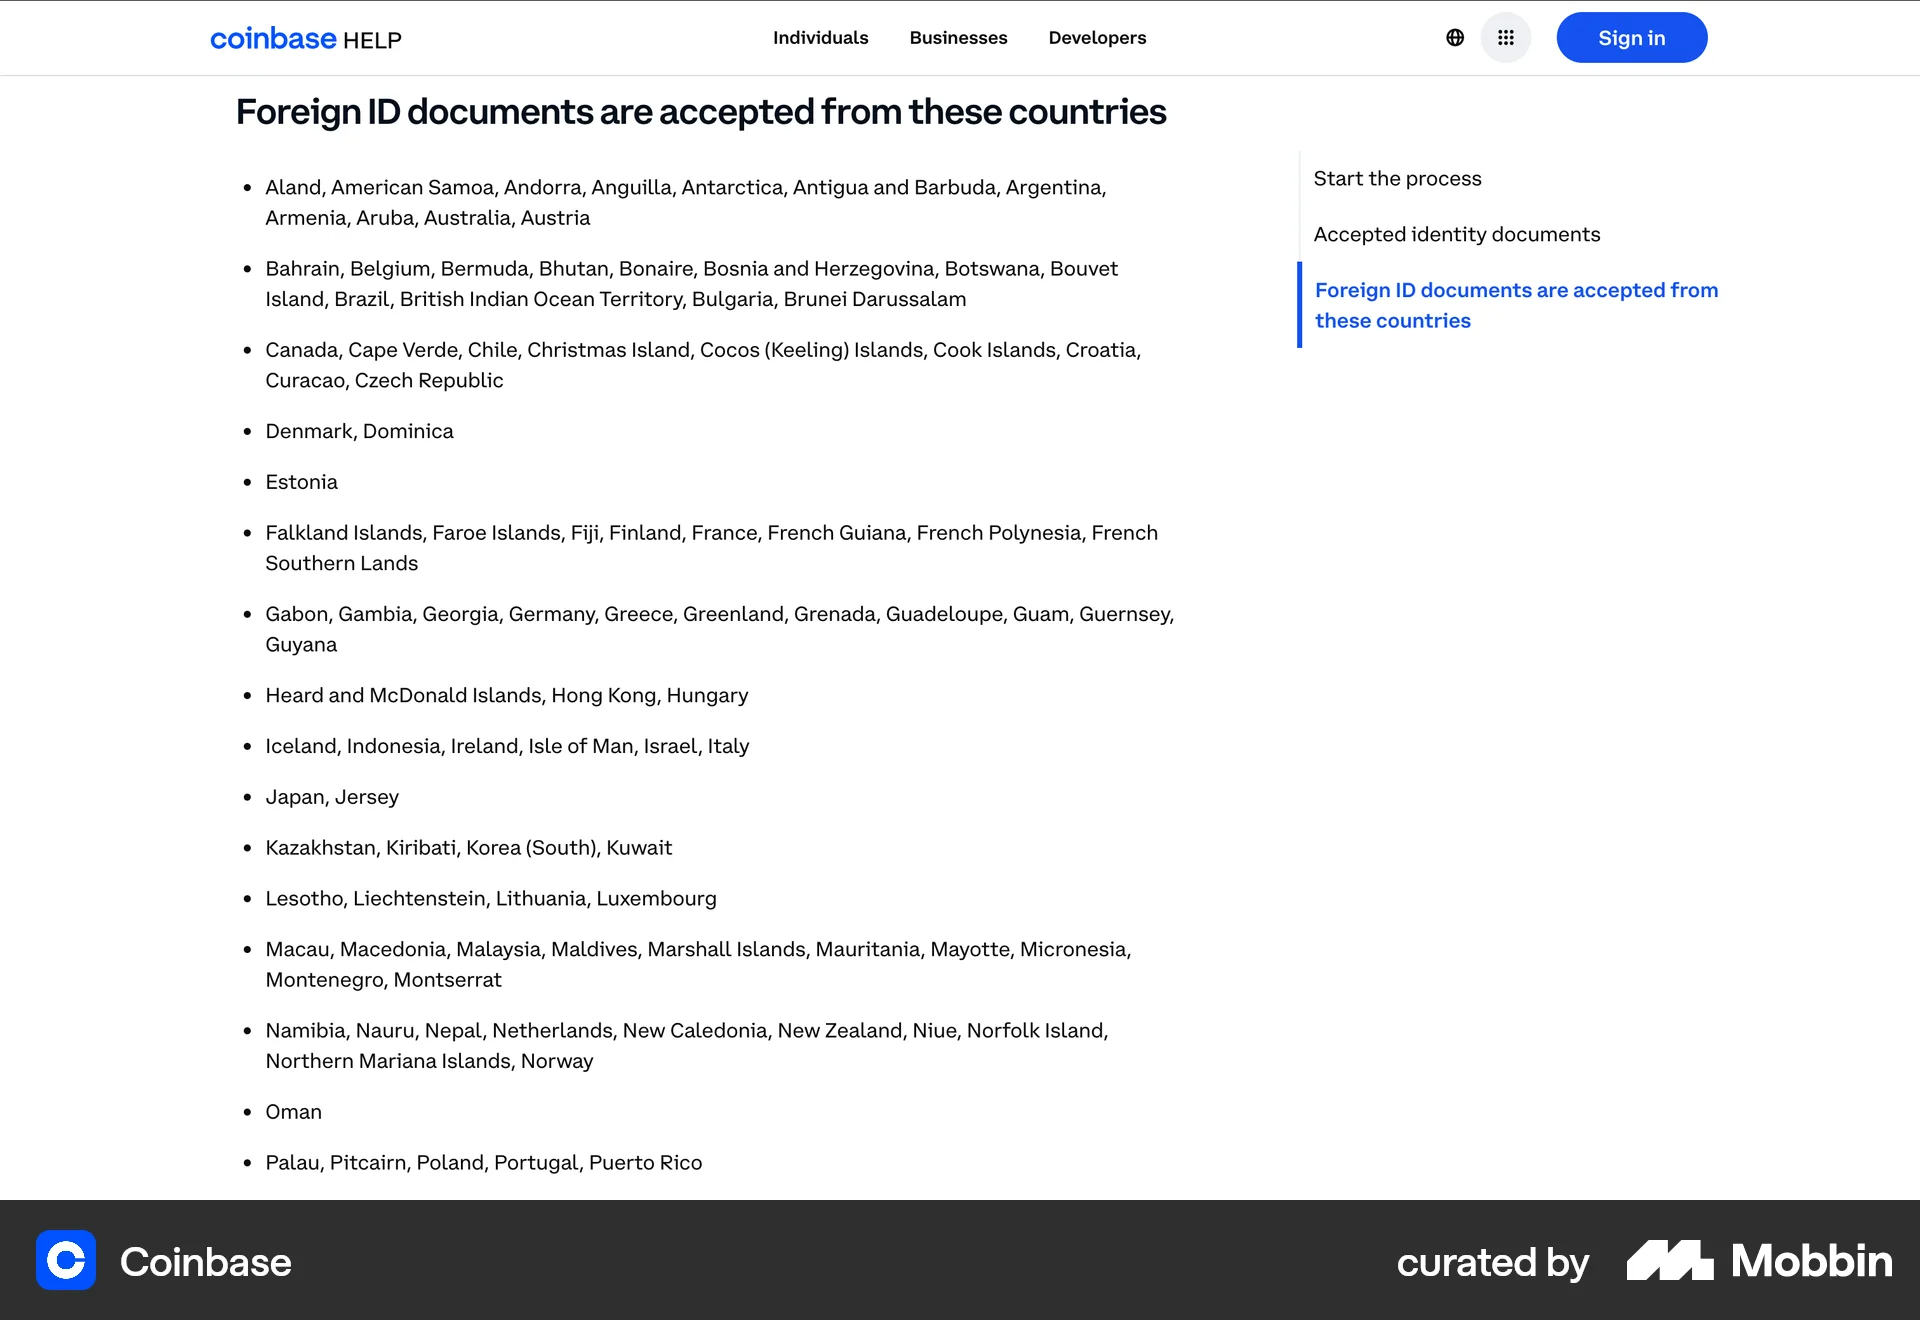 coinbase HELP
Individuals
Businesses
Developers
Sign in
Foreign ID documents are accepted from these countries
Aland, American Samoa, Andorra, Anguilla, Antarctica, Antigua and Barbuda, Argentina,
Armenia, Aruba, Australia, Austria
Bahrain, Belgium, Bermuda, Bhutan, Bonaire, Bosnia and Herzegovina, Botswana, Bouvet
Island, Brazil, British Indian Ocean Territory, Bulgaria, Brunei Darussalam
Canada, Cape Verde, Chile, Christmas Island, Cocos (Keeling) Islands, Cook Islands, Croatia,
Curacao, Czech Republic
Denmark, Dominica
Estonia
Falkland Islands, Faroe Islands, Fiji, Finland, France, French Guiana, French Polynesia, French
Southern Lands
Gabon, Gambia, Georgia, Germany, Greece, Greenland, Grenada, Guadeloupe, Guam, Guernsey,
Guyana
Heard and McDonald Islands, Hong Kong, Hungary
Iceland, Indonesia, Ireland, Isle of Man, Israel, Italy
Japan, Jersey
Kazakhstan, Kiribati, Korea (South), Kuwait
Lesotho, Liechtenstein, Lithuania, Luxembourg
Macau, Macedonia, Malaysia, Maldives, Marshall Islands, Mauritania, Mayotte, Micronesia,
Montenegro, Montserrat
Namibia, Nauru, Nepal, Netherlands, New Caledonia, New Zealand, Niue, Norfolk Island,
Northern Mariana Islands, Norway
Oman
Palau, Pitcairn, Poland, Portugal, Puerto Rico
Start the process
Accepted identity documents
Foreign ID documents are accepted from
these countries
Coinbase
curated by
Mobbin